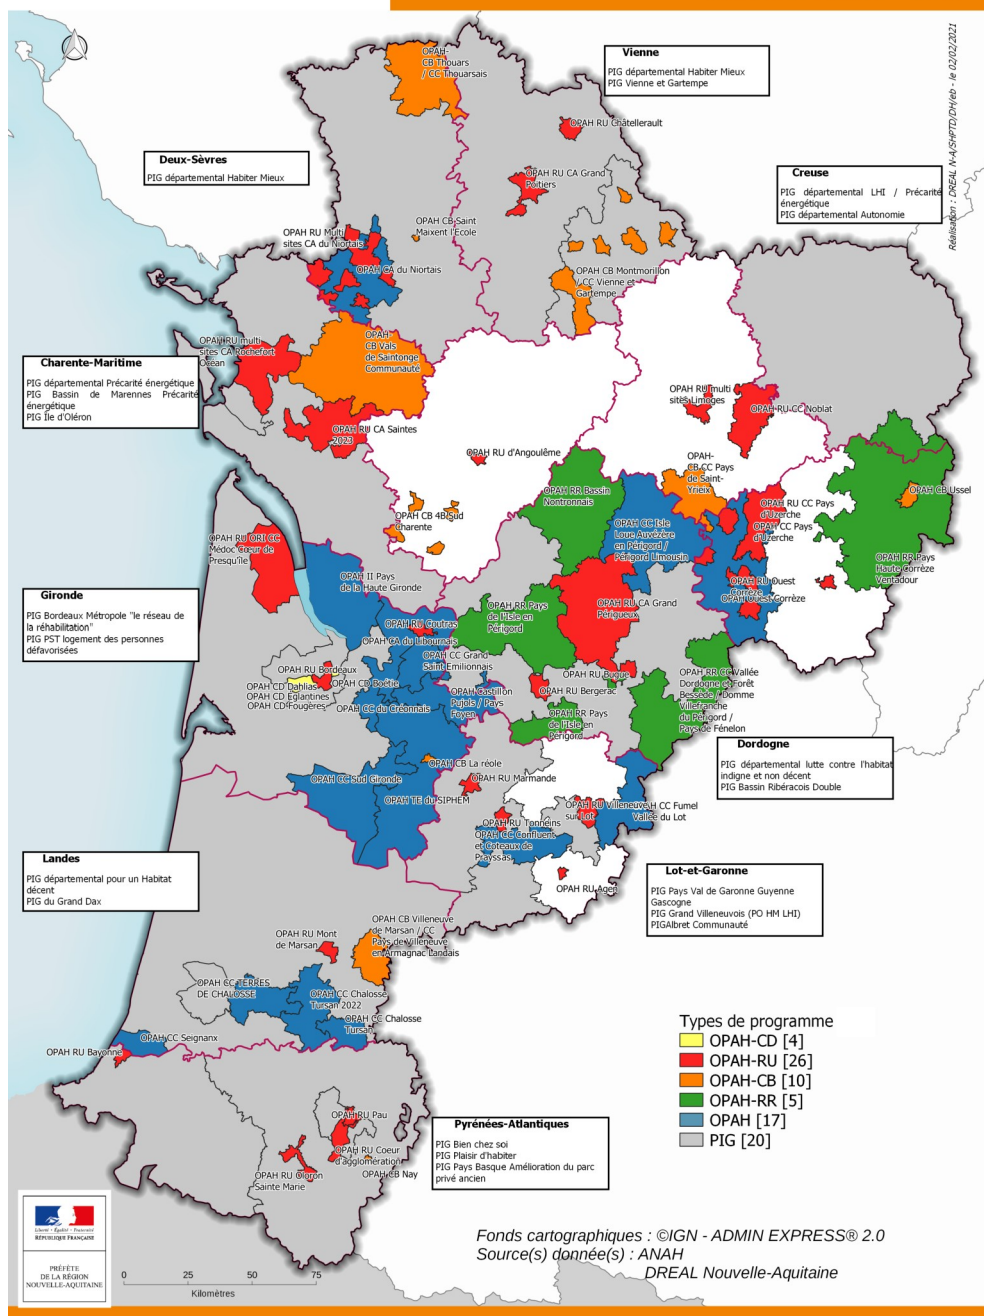 Réalisation : DREAL N-A/SHPTD/DH/eb - le 02/02/2021
Vienne
PIG départemental Habiter Mieux
PIG Vienne et Gartempe
OPAH-
CB Thouars
/ CC Thouarsais
OPAH RU Châtellerault
Deux-Sèvres
PIG départemental Habiter Mieux
OPAH RU CA Grand
Poitiers
Creuse
PIG départemental LHI / Précarité
énergétique
PIG départemental Autonomie
OPAH CB Saint
Maixent l'Ecole
OPAH RU Multi
sites CA du Niortais
OPAH CA du Niortais
OPAH CB Montmorillon
/ CC Vienne et
Gartempe
OPAH RU multi
sites CA Rochefort
Océan
OPAH-
CB Vals
de Saintonge
Communauté
Charente-Maritime
PIG départemental Précarité énergétique
PIG Bassin de Marennes Précarité
énergétique
PIG Île d'Oléron
OPAH RU multi
sites Limoges
OPAH RU CC Noblat
OPAH RU CA Saintes
2023
OPAH RU d'Angoulême
OPAH-
CB CC Pays
de Saint-
Yrieix
OPAH RR Bassin
Nontronnais
OPAH CB Ussel
OPAH RU CC Pays
d'Uzerche
OPAH CC Pays
d'Uzerche
OPAH CB 4B Sud
Charente
OPAH CC Isle
Loue Auvézère
en Périgord /
Périgord Limousin
OPAH RU ORI CC
Médoc Cœur de
Presqu'île
OPAH RR Pays
Haute Corrèze
Ventadour
OPAH II Pays
de la Haute Gironde
OPAH RU Ouest
Corrèze
OPAH Ouest Corrèze
Gironde
PIG Bordeaux Métropole "le réseau de
la réhabilitation"
PIG PST logement des personnes
défavorisées
OPAH RR Pays
de l'Isle en
Périgord
OPAH RU CA Grand
Périgueux
OPAH RU Coutras
OPAH CA du Libournais
OPAH CC Grand
Saint Emilionnais
OPAH RU Bordeaux
OPAH CD Boétie
OPAH CD Dahlias
OPAH CD Eglantines
OPAH CD Fougères
OPAH Castillon
Pujols / Pays
Foyen
OPAH RU Bugue
OPAH RU Bergerac
OPAH RR CC Vallée
Dordogne et Forêt
Bessède / Domme
Villefranche
du Périgord /
Pays de Fénelon
OPAH CC du Créonnais
OPAH RR Pays
de l'Isle en
Périgord
Dordogne
PIG départemental lutte contre l'habitat
indigne et non décent
PIG Bassin Ribéracois Double
OPAH CB La réole
OPAH CC Sud Gironde
OPAH RU Marmande
OPAH TE du SIPHEM
OPAH RU Villeneuve
sur Lot
H CC Fumel
Vallée du Lot
OPAH RU Tonneins
OPAH CC Confluent
et Coteaux de
Prayssas
OPAH RU Agen
Landes
PIG départemental pour un Habitat
décent
PIG du Grand Dax
Lot-et-Garonne
PIG Pays Val de Garonne Guyenne
Gascogne
PIG Grand Villeneuvois (PO HM LHI)
PIGAlbret Communauté
OPAH CB Villeneuve
de Marsan / CC
Pays de Villeneuve
en Armagnac Landais
OPAH RU Mont
de Marsan
OPAH CC TERRES
DE CHALOSSE
OPAH CC Chalosse
Tursan 2022
OPAH CC Chalosse
Tursan
OPAH CC Seignanx
OPAH RU Bayonne
Types de programme
OPAH-CD [4]
OPAH-RU [26]
OPAH-CB [10]
OPAH-RR [5]
OPAH [17]
PIG [20]
OPAH RU Pau
OPAH RU Coeur
d'agglomération
OPAH CB Nay
OPAH RU Oloron
Sainte Marie
Pyrénées-Atlantiques
PIG Bien chez soi
PIG Plaisir d'habiter
PIG Pays Basque Amélioration du parc
privé ancien
Liberté • Égalité • Fraternité
RÉPUBLIQUE FRANÇAISE
PRÉFÈTE
DE LA RÉGION
NOUVELLE-AQUITAINE
0 25 50 75
Kilomètres
Fonds cartographiques : ©IGN - ADMIN EXPRESS® 2.0
Source(s) donnée(s) : ANAH
DREAL Nouvelle-Aquitaine